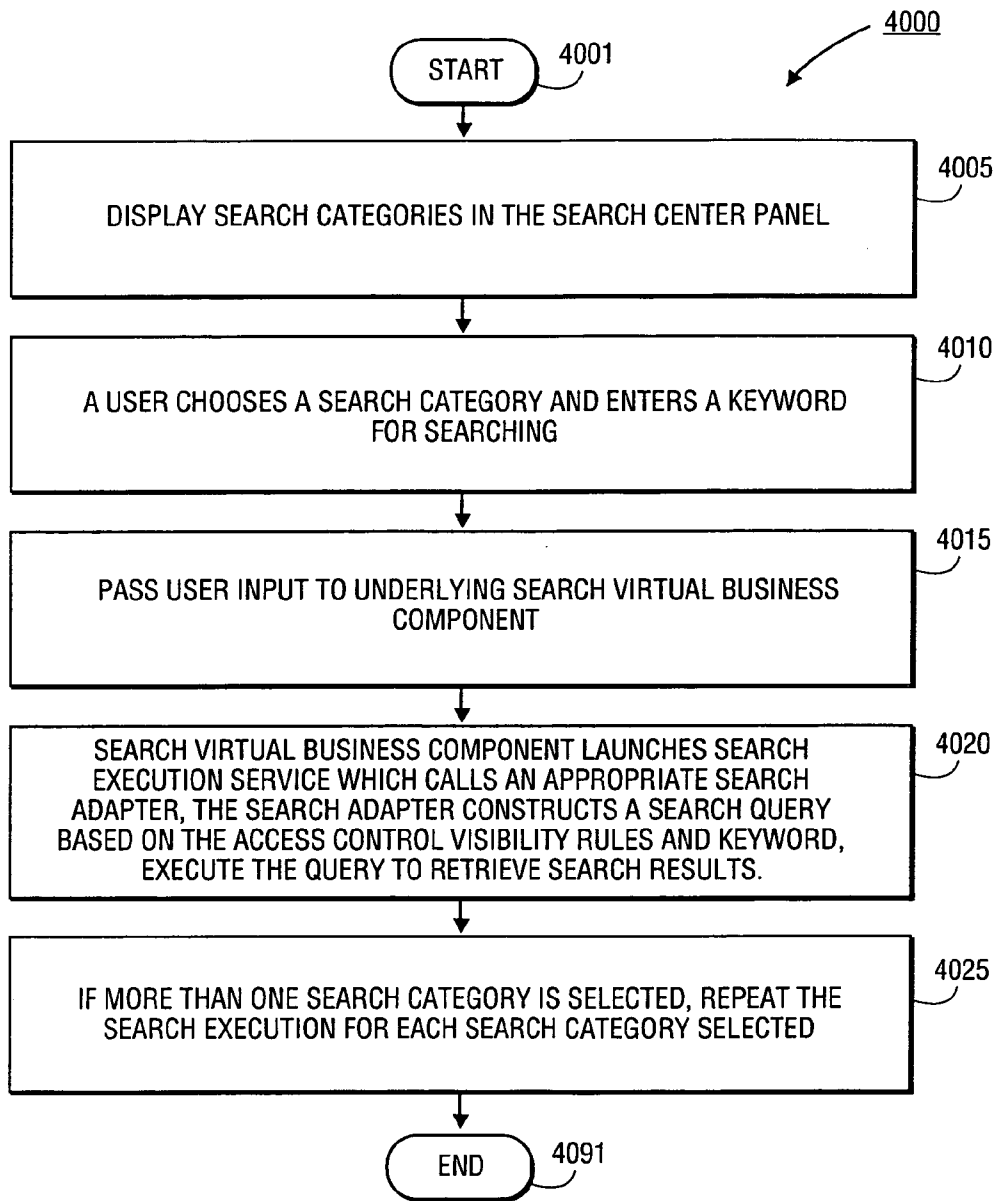 4000
START
4001
DISPLAY SEARCH CATEGORIES IN THE SEARCH CENTER PANEL
4005
A USER CHOOSES A SEARCH CATEGORY AND ENTERS A KEYWORD
FOR SEARCHING
4010
PASS USER INPUT TO UNDERLYING SEARCH VIRTUAL BUSINESS
COMPONENT
4015
SEARCH VIRTUAL BUSINESS COMPONENT LAUNCHES SEARCH
EXECUTION SERVICE WHICH CALLS AN APPROPRIATE SEARCH
ADAPTER, THE SEARCH ADAPTER CONSTRUCTS A SEARCH QUERY
BASED ON THE ACCESS CONTROL VISIBILITY RULES AND KEYWORD,
EXECUTE THE QUERY TO RETRIEVE SEARCH RESULTS.
4020
IF MORE THAN ONE SEARCH CATEGORY IS SELECTED, REPEAT THE
SEARCH EXECUTION FOR EACH SEARCH CATEGORY SELECTED
4025
END
4091